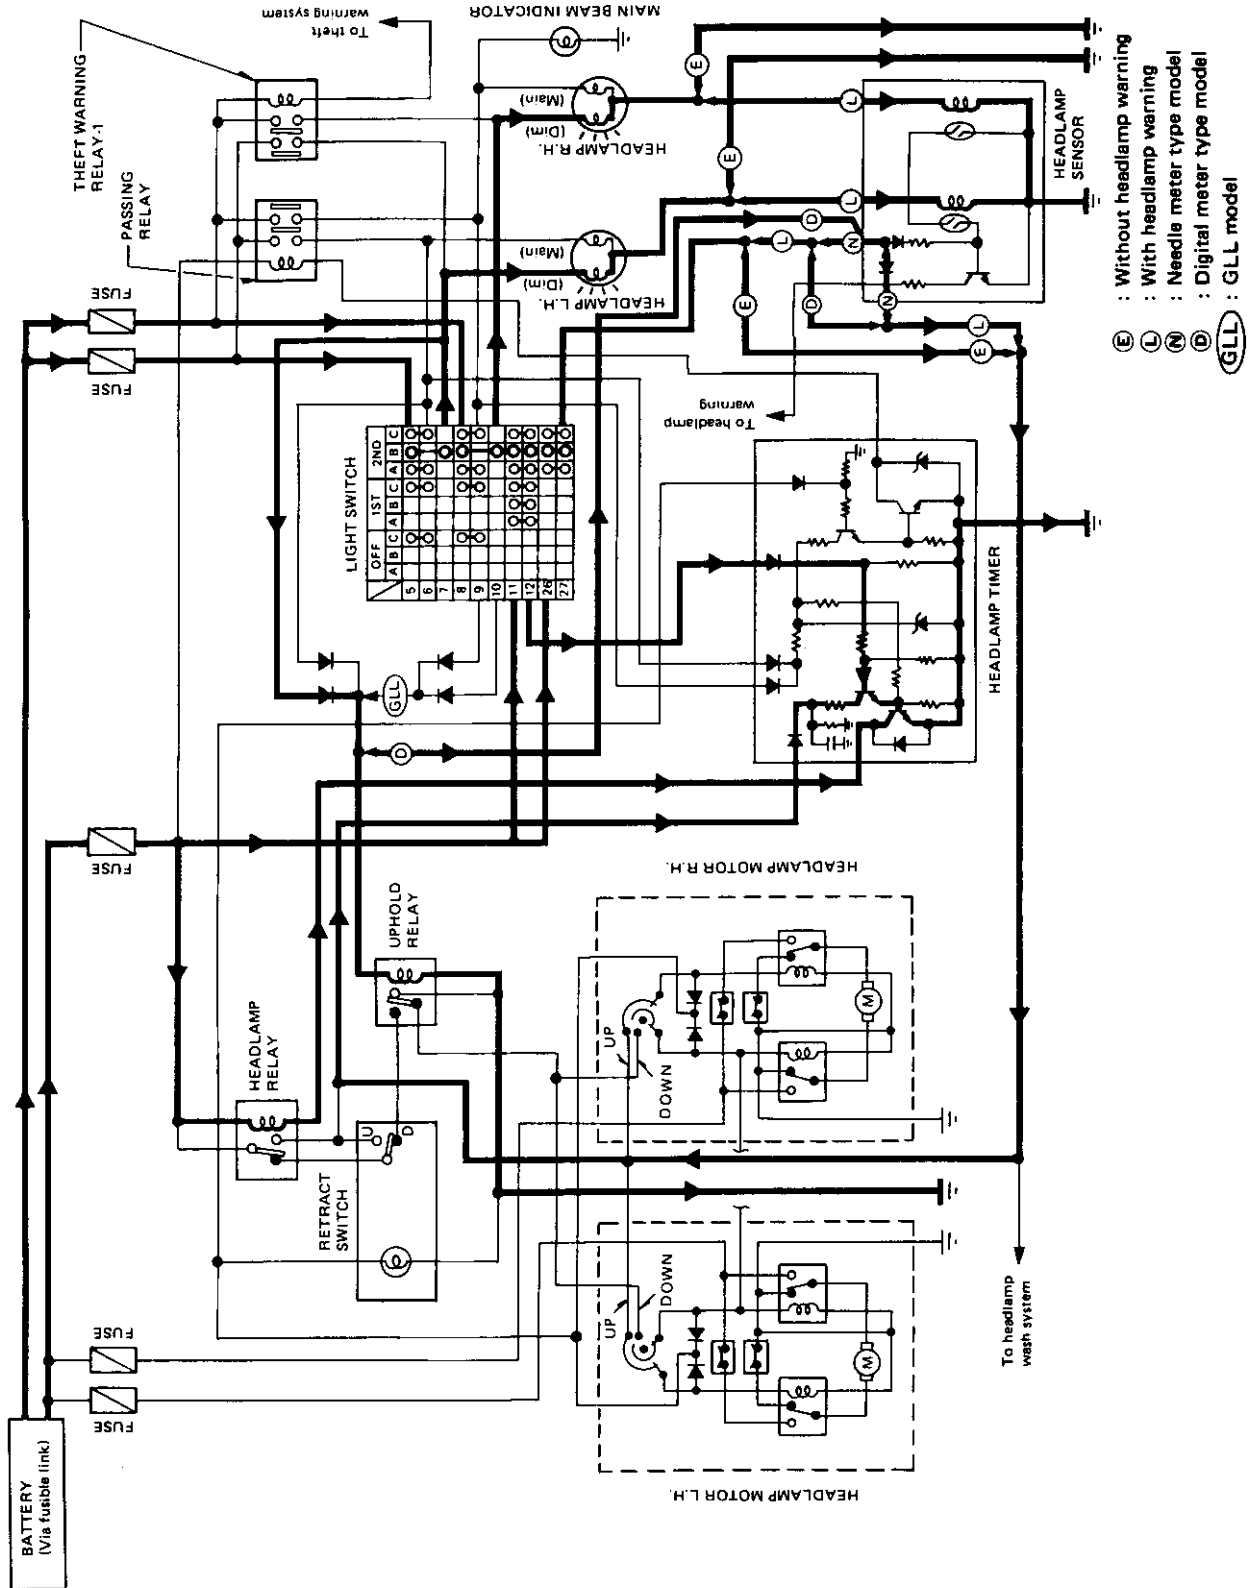 BATTERY
(Via fusible link)
FUSE
FUSE
FUSE
FUSE
FUSE
THEFT WARNING
RELAY-1
PASSING
RELAY
To theft
warning system
MAIN BEAM INDICATOR
(Main)
(Dim)
HEADLAMP R.H.
(Main)
(Dim)
HEADLAMP L.H.
LIGHT SWITCH
OFF 1ST 2ND
A B C A B C A B C
5
6
7
8
9
10
11
12
26
27
GLL
D
E
E
E
E
L
L
L
L
N
N
D
D
HEADLAMP
SENSOR
To headlamp
warning
HEADLAMP TIMER
HEADLAMP
RELAY
UPHOLD
RELAY
RETRACT
SWITCH
U
D
HEADLAMP MOTOR R.H.
UP
DOWN
M
HEADLAMP MOTOR L.H.
UP
DOWN
M
To headlamp
wash system
E : Without headlamp warning
L : With headlamp warning
N : Needle meter type model
D : Digital meter type model
GLL : GLL model